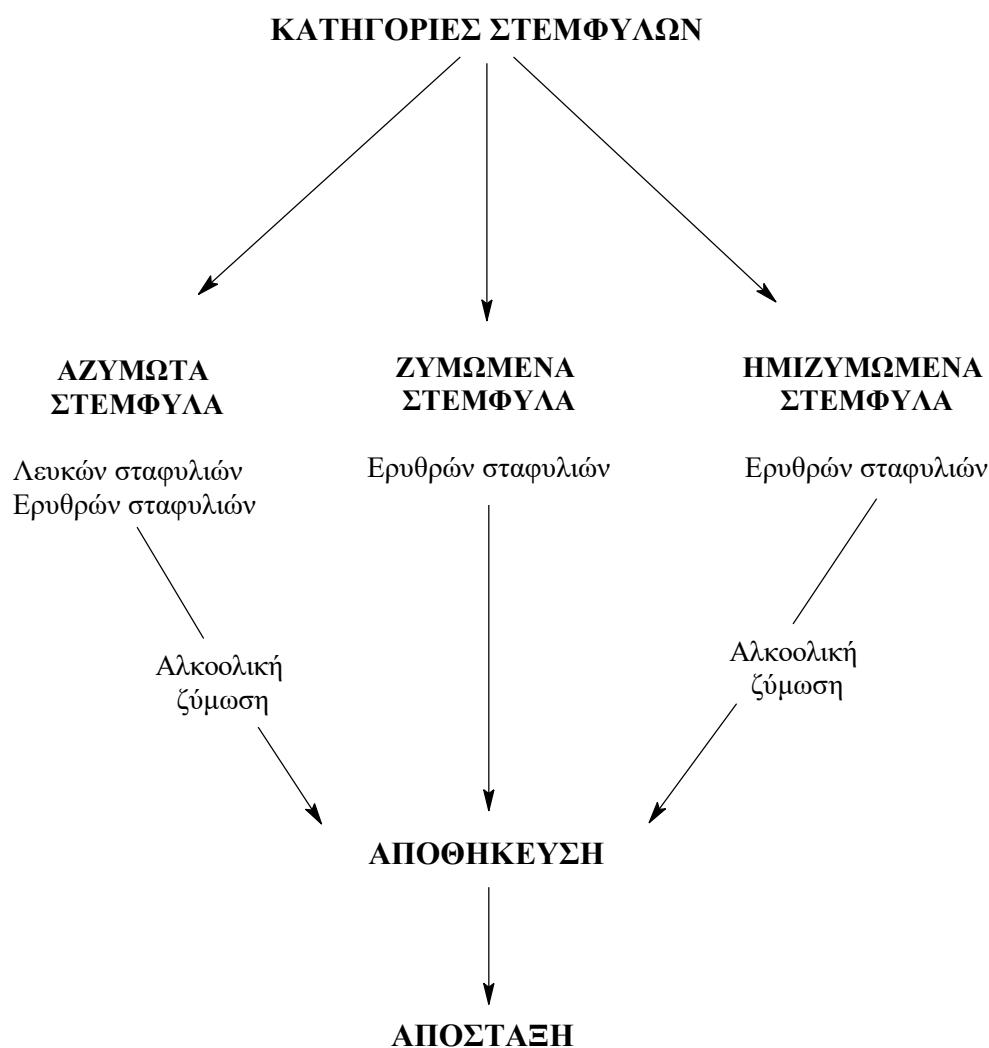 ΚΑΤΗΓΟΡΙΕΣ ΣΤΕΜΦΥΛΩΝ
ΑΖΥΜΩΤΑ
ΣΤΕΜΦΥΛΑ
Λευκών σταφυλιών
Ερυθρών σταφυλιών
ΖΥΜΩΜΕΝΑ
ΣΤΕΜΦΥΛΑ
Ερυθρών σταφυλιών
ΗΜΙΖΥΜΩΜΕΝΑ
ΣΤΕΜΦΥΛΑ
Ερυθρών σταφυλιών
Αλκοολική
ζύμωση
Αλκοολική
ζύμωση
ΑΠΟΘΗΚΕΥΣΗ
ΑΠΟΣΤΑΞΗ